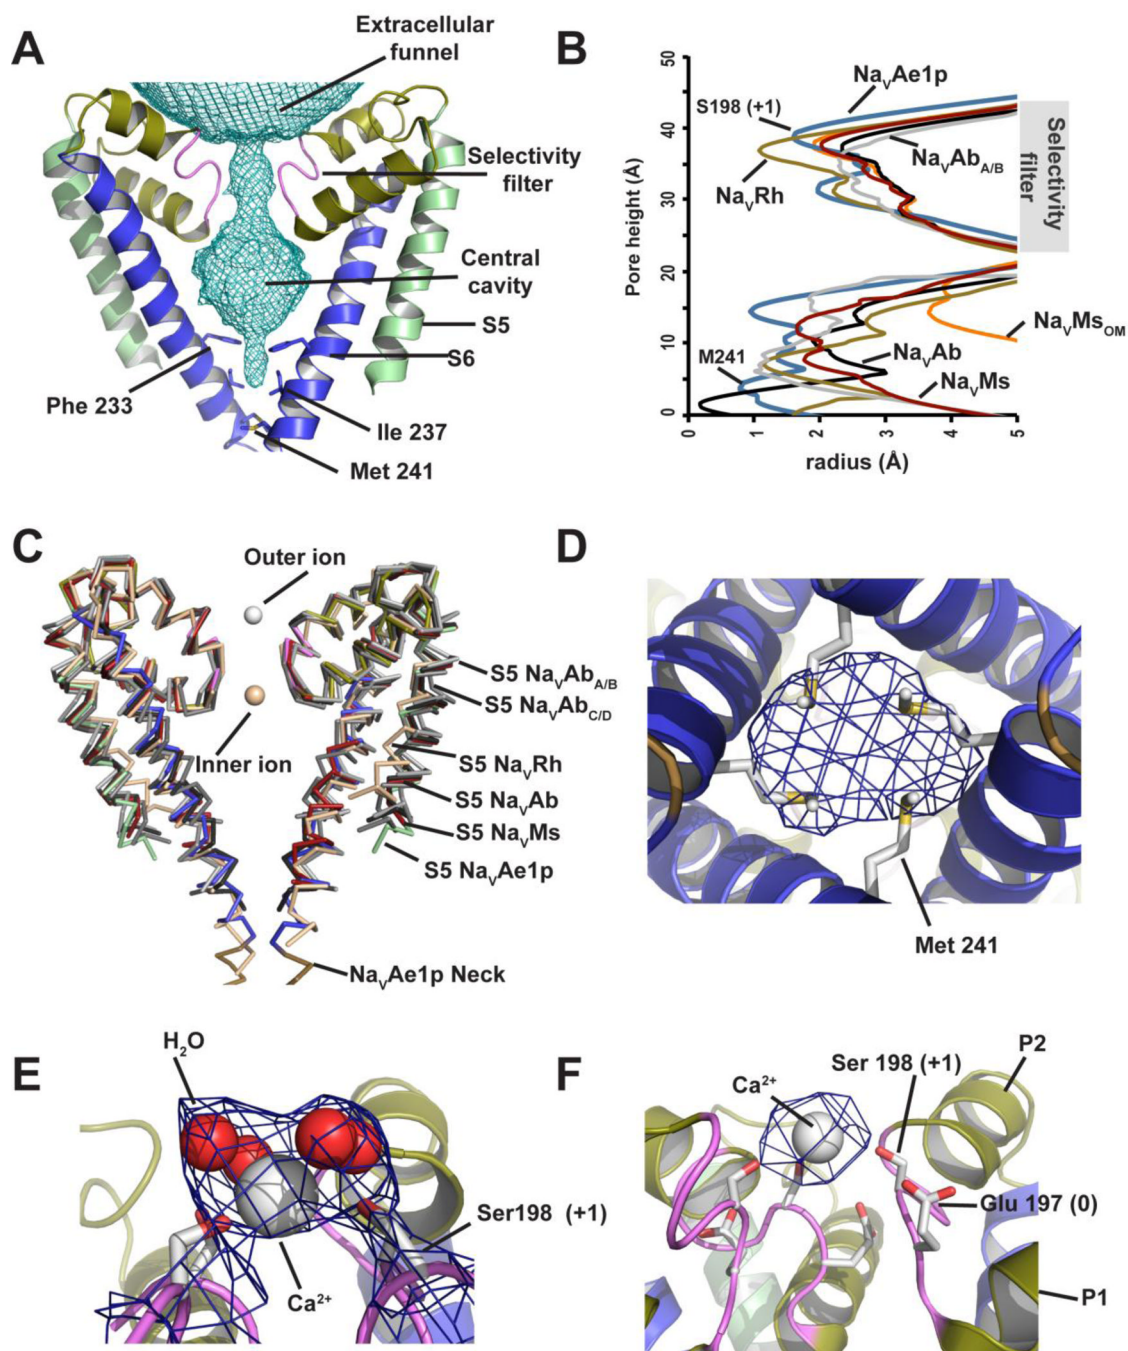 A
Extracellular
funnel
Selectivity
filter
Central
cavity
S5
S6
Phe 233
Ile 237
Met 241
B
Pore height (Å)
50
40
30
20
10
0
0 1 2 3 4 5
radius (Å)
NaVAe1p
S198 (+1)
NaVAbA/B
NaVRh
Selectivity
filter
NaVMsOM
M241
NaVAb
NaVMs
C
Outer ion
Inner ion
S5 NaVAbA/B
S5 NaVAbC/D
S5 NaVRh
S5 NaVAb
S5 NaVMs
S5 NaVAe1p
NaVAe1p Neck
D
Met 241
E
H2O
Ser198 (+1)
Ca2+
F
P2
Ser 198 (+1)
Ca2+
Glu 197 (0)
P1